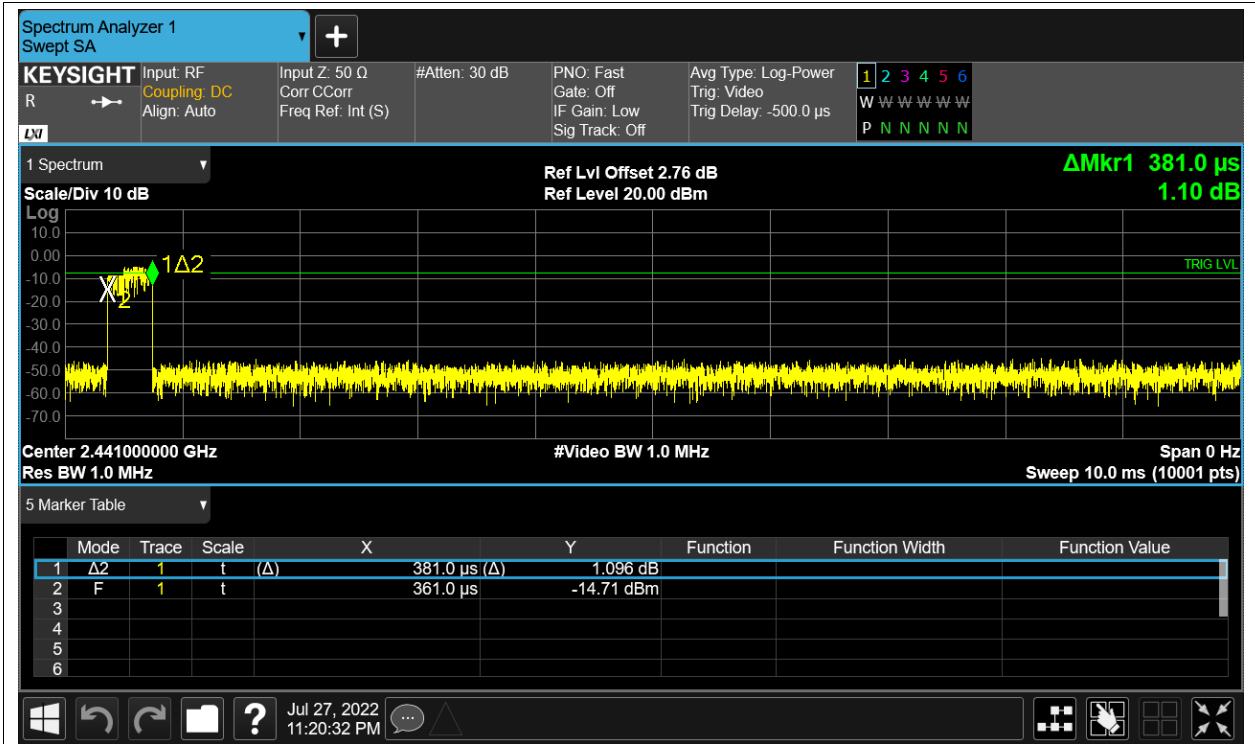 Spectrum Analyzer 1
Swept SA
+
KEYSIGHT
R
LXI
Input: RF
Coupling: DC
Align: Auto
Input Z: 50 Ω
Corr CCorr
Freq Ref: Int (S)
#Atten: 30 dB
PNO: Fast
Gate: Off
IF Gain: Low
Sig Track: Off
Avg Type: Log-Power
Trig: Video
Trig Delay: -500.0 µs
1 2 3 4 5 6
W W W W W W
P N N N N N
1 Spectrum
Scale/Div 10 dB
Ref Lvl Offset 2.76 dB
Ref Level 20.00 dBm
ΔMkr1 381.0 µs
1.10 dB
Log
10.0
0.00
-10.0
-20.0
-30.0
-40.0
-50.0
-60.0
-70.0
1Δ2
X
2
TRIG LVL
Center 2.441000000 GHz
#Video BW 1.0 MHz
Span 0 Hz
Res BW 1.0 MHz
Sweep 10.0 ms (10001 pts)
5 Marker Table
Mode Trace Scale X Y Function Function Width Function Value
1 Δ2 1 t (Δ) 381.0 µs (Δ) 1.096 dB
2 F 1 t 361.0 µs -14.71 dBm
3
4
5
6
?
Jul 27, 2022
11:20:32 PM